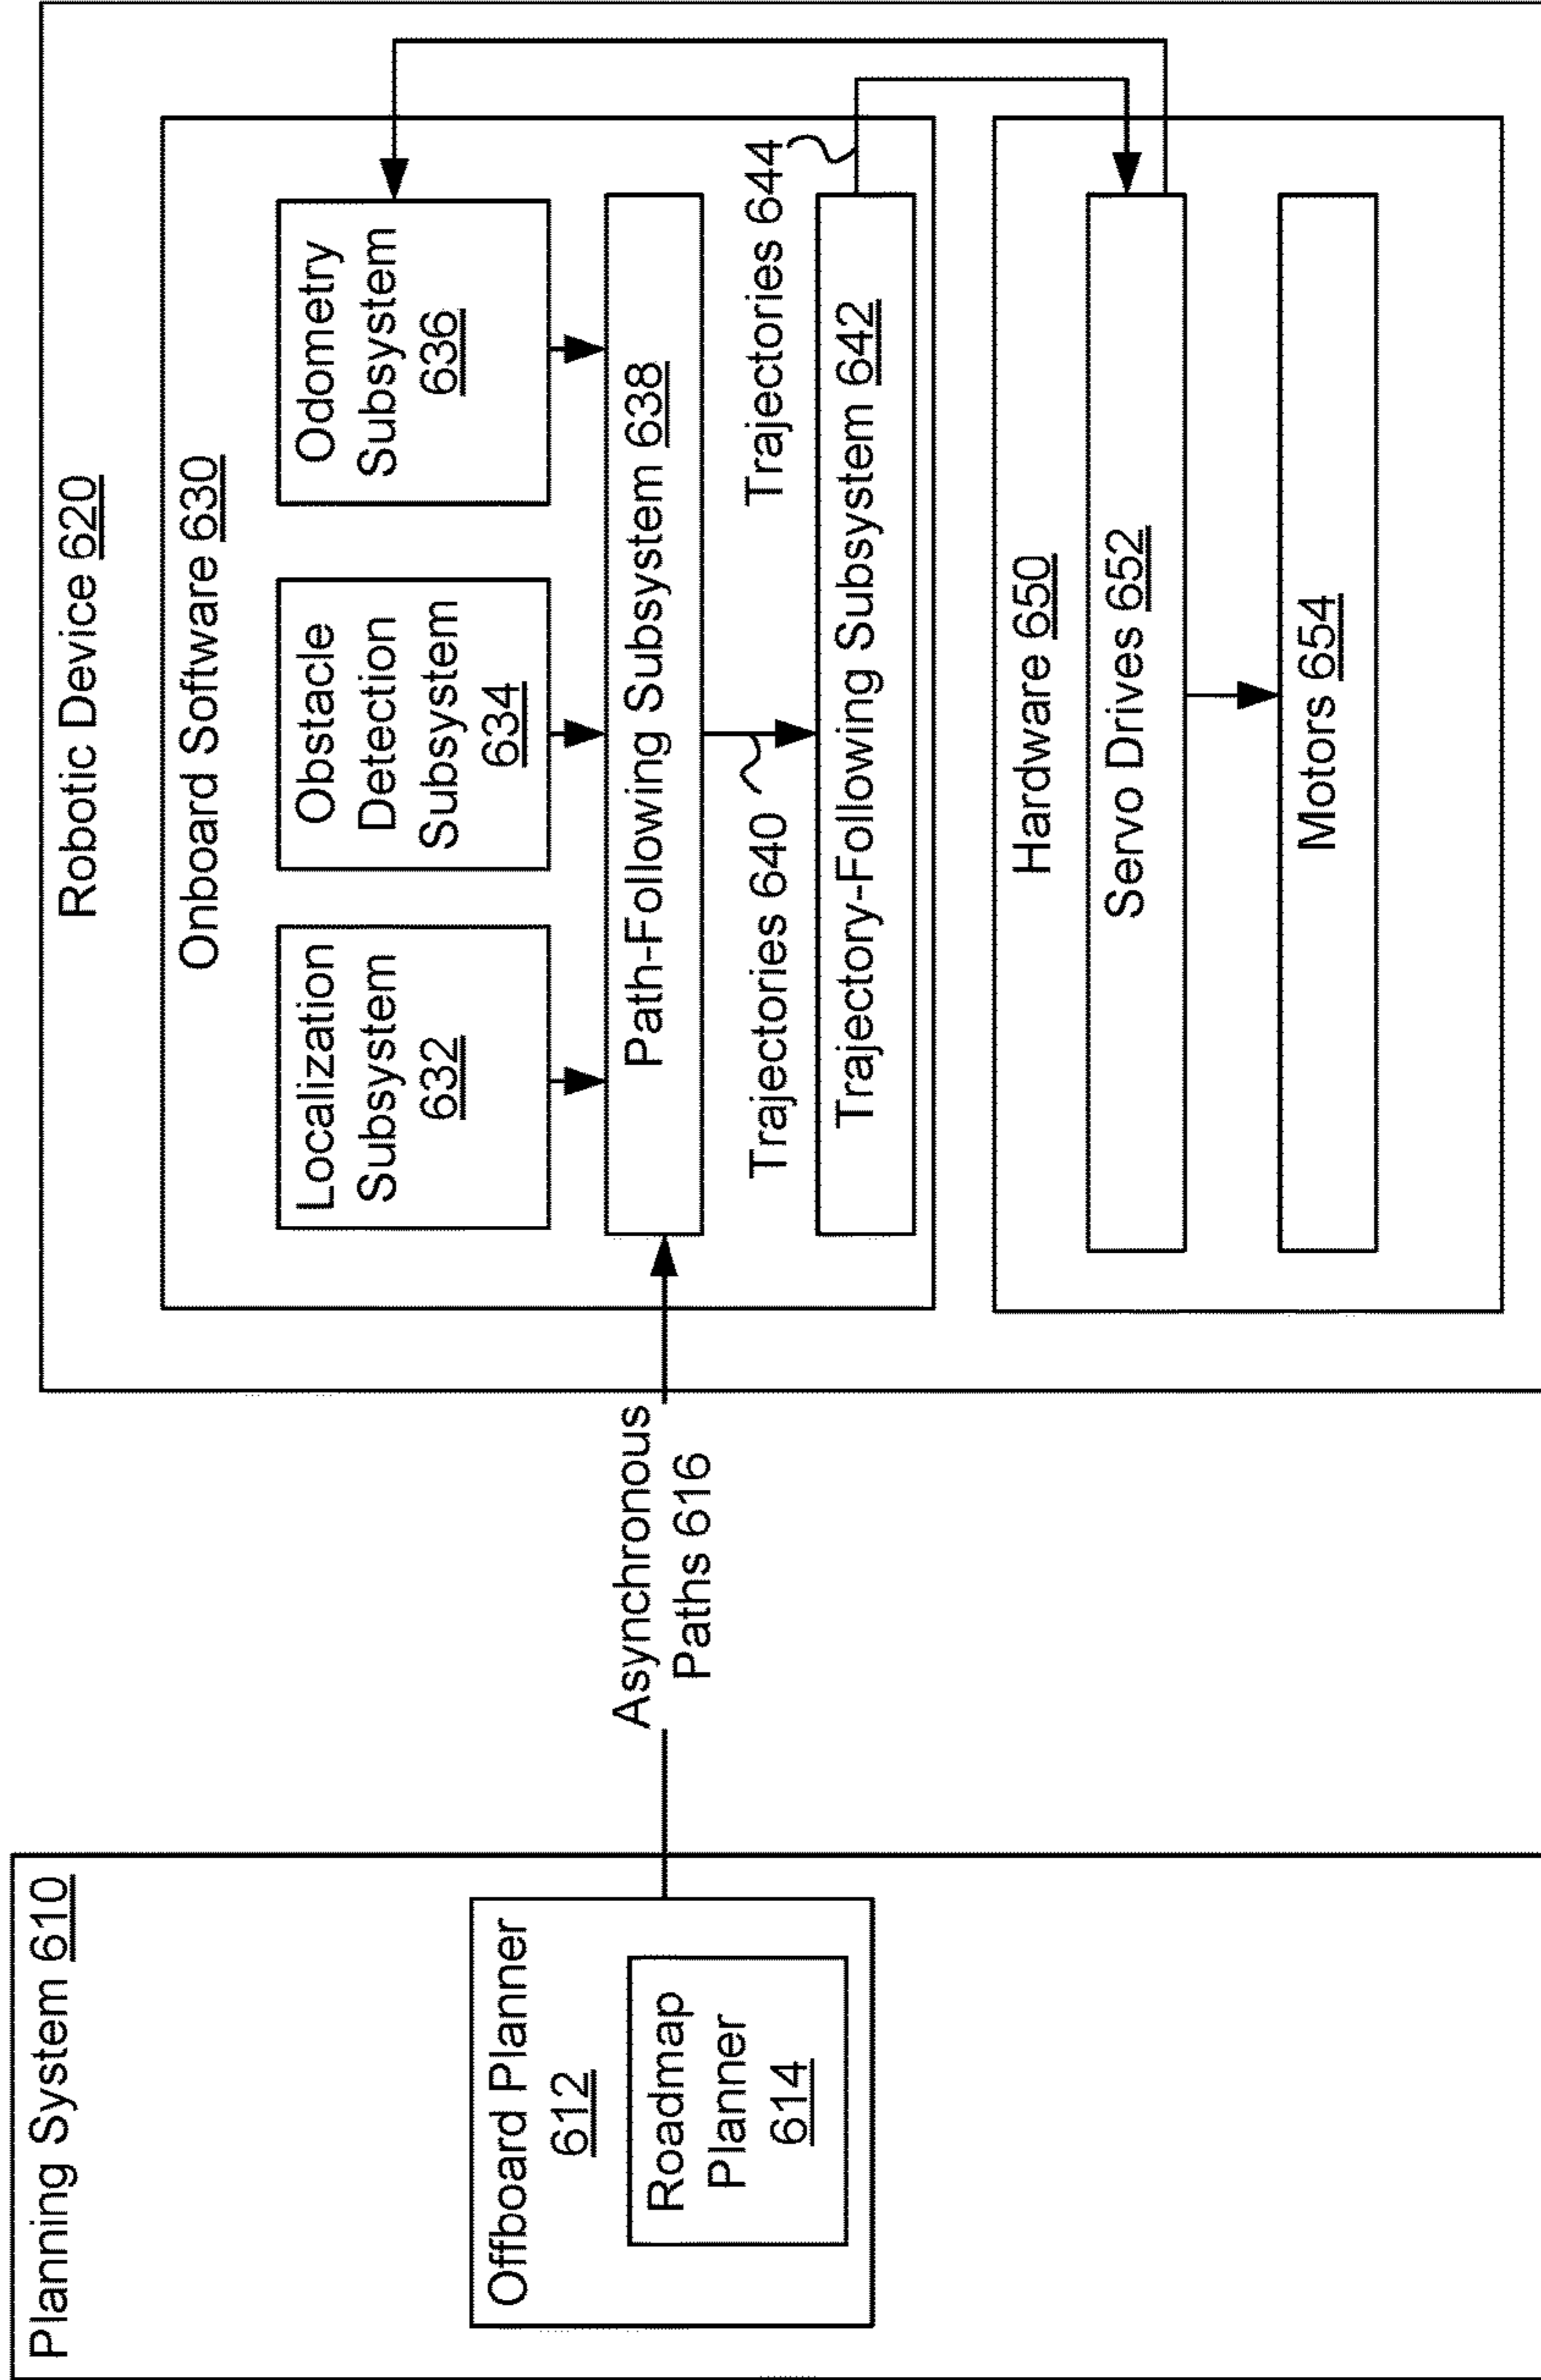 Planning System 610
Offboard Planner
612
Roadmap
Planner
614
Asynchronous
Paths 616
Robotic Device 620
Onboard Software 630
Localization
Subsystem
632
Obstacle
Detection
Subsystem
634
Odometry
Subsystem
636
Path-Following Subsystem 638
Trajectories 640
Trajectories 644
Trajectory-Following Subsystem 642
Hardware 650
Servo Drives 652
Motors 654